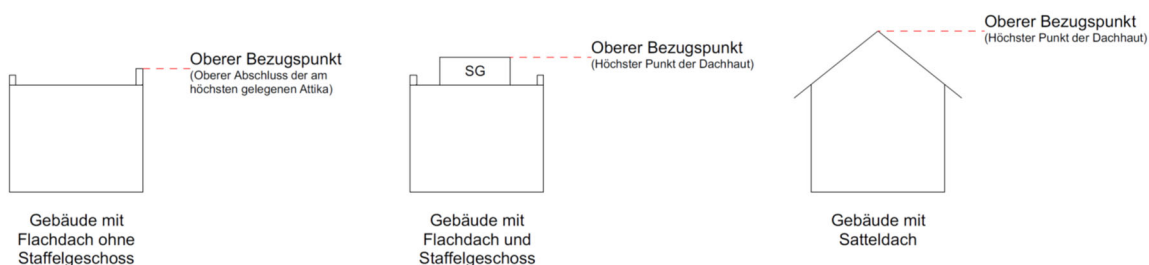 Oberer Bezugspunkt
(Oberer Abschluss der am
höchsten gelegenen Attika)
Gebäude mit
Flachdach ohne
Staffelgeschoss
SG
Oberer Bezugspunkt
(Höchster Punkt der Dachhaut)
Gebäude mit
Flachdach und
Staffelgeschoss
Oberer Bezugspunkt
(Höchster Punkt der Dachhaut)
Gebäude mit
Satteldach